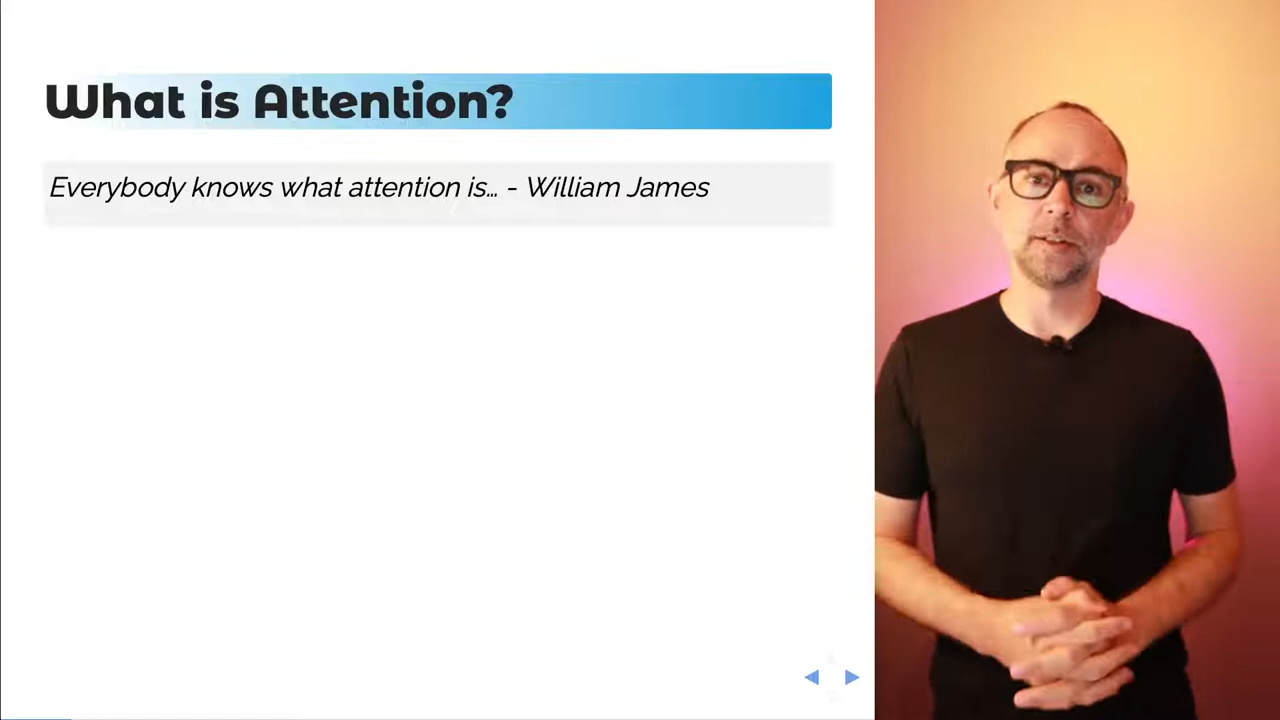 What is Attention?
Everybody knows what attention is… - William James